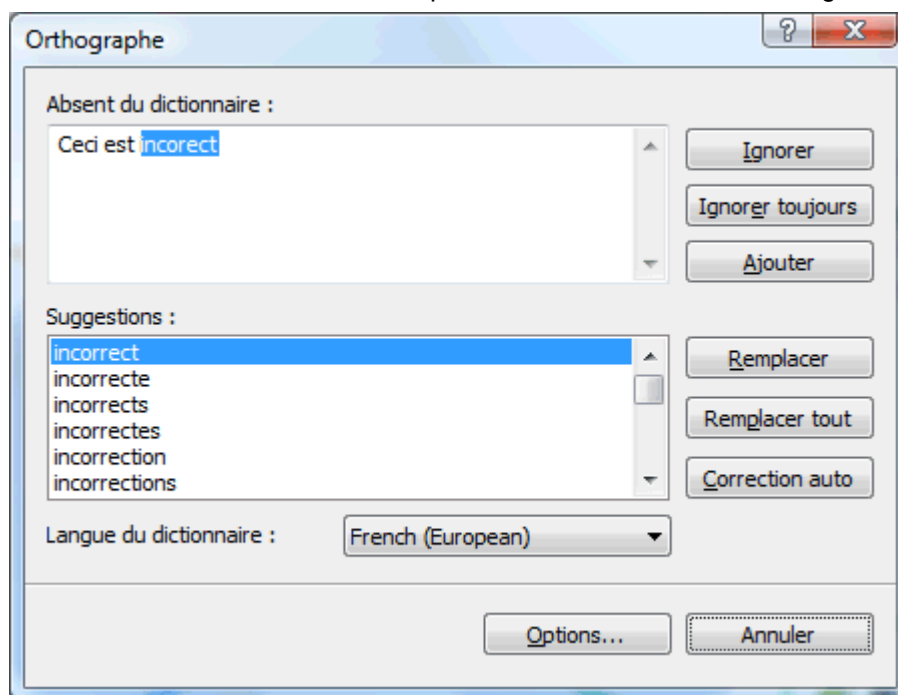 Orthographe
Absent du dictionnaire :
Ceci est incorect
Ignorer
Ignorer toujours
Ajouter
Suggestions :
incorrect
incorrecte
incorrects
incorrectes
incorrection
incorrections
Remplacer
Remplacer tout
Correction auto
Langue du dictionnaire :
French (European)
Options...
Annuler